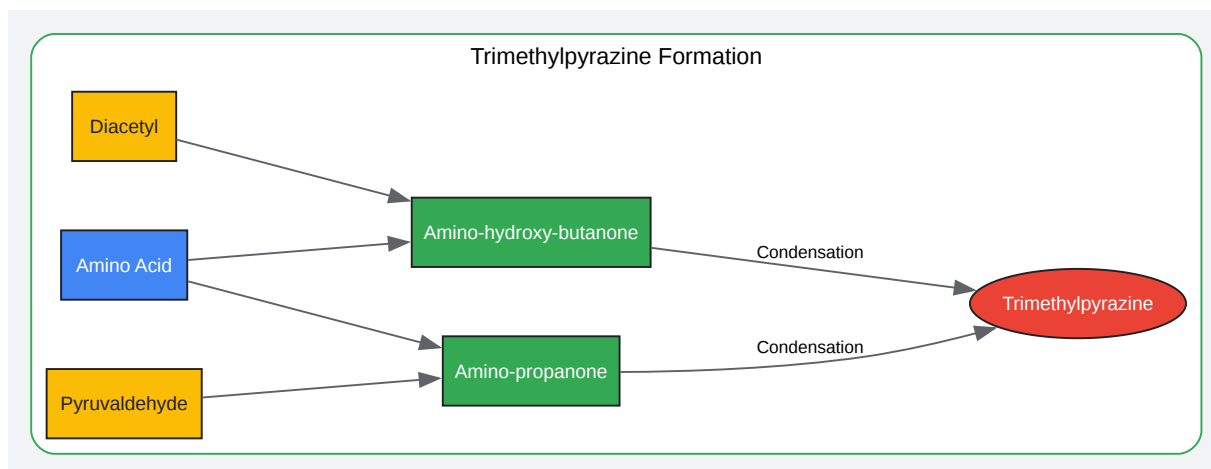 Trimethylpyrazine Formation
Diacetyl
Amino Acid
Pyruvaldehyde
Amino-hydroxy-butanone
Amino-propanone
Condensation
Condensation
Trimethylpyrazine